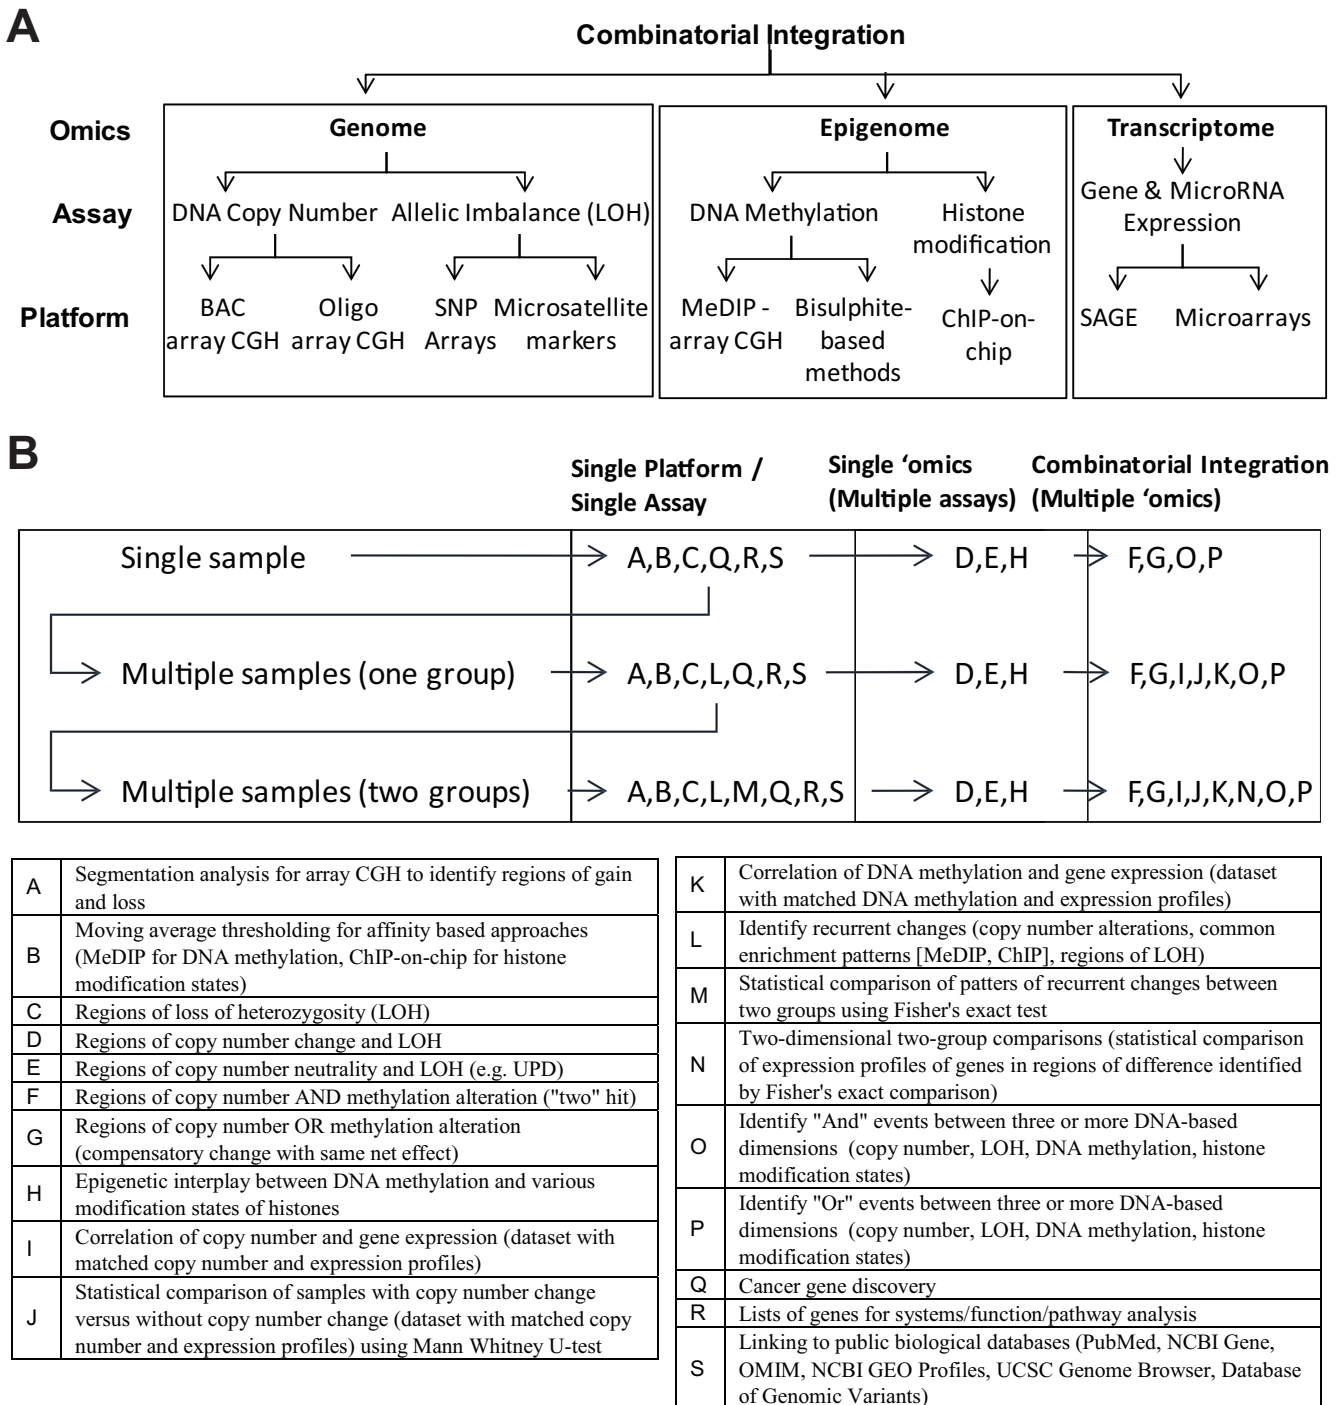 A
Combinatorial Integration
Omics
Genome
Epigenome
Transcriptome
Assay
DNA Copy Number
Allelic Imbalance (LOH)
DNA Methylation
Histone
modification
Gene & MicroRNA
Expression
Platform
BAC
array CGH
Oligo
array CGH
SNP
Arrays
Microsatellite
markers
MeDIP -
array CGH
Bisulphite-
based
methods
ChIP-on-
chip
SAGE
Microarrays
B
Single Platform /
Single Assay
Single ‘omics
(Multiple assays)
Combinatorial Integration
(Multiple ‘omics)
Single sample
A,B,C,Q,R,S
D,E,H
F,G,O,P
Multiple samples (one group)
A,B,C,L,Q,R,S
D,E,H
F,G,I,J,K,O,P
Multiple samples (two groups)
A,B,C,L,M,Q,R,S
D,E,H
F,G,I,J,K,N,O,P
A
Segmentation analysis for array CGH to identify regions of gain
and loss
B
Moving average thresholding for affinity based approaches
(MeDIP for DNA methylation, ChIP-on-chip for histone
modification states)
C
Regions of loss of heterozygosity (LOH)
D
Regions of copy number change and LOH
E
Regions of copy number neutrality and LOH (e.g. UPD)
F
Regions of copy number AND methylation alteration ("two" hit)
G
Regions of copy number OR methylation alteration
(compensatory change with same net effect)
H
Epigenetic interplay between DNA methylation and various
modification states of histones
I
Correlation of copy number and gene expression (dataset with
matched copy number and expression profiles)
J
Statistical comparison of samples with copy number change
versus without copy number change (dataset with matched copy
number and expression profiles) using Mann Whitney U-test
K
Correlation of DNA methylation and gene expression (dataset
with matched DNA methylation and expression profiles)
L
Identify recurrent changes (copy number alterations, common
enrichment patterns [MeDIP, ChIP], regions of LOH)
M
Statistical comparison of patters of recurrent changes between
two groups using Fisher's exact test
N
Two-dimensional two-group comparisons (statistical comparison
of expression profiles of genes in regions of difference identified
by Fisher's exact comparison)
O
Identify "And" events between three or more DNA-based
dimensions (copy number, LOH, DNA methylation, histone
modification states)
P
Identify "Or" events between three or more DNA-based
dimensions (copy number, LOH, DNA methylation, histone
modification states)
Q
Cancer gene discovery
R
Lists of genes for systems/function/pathway analysis
S
Linking to public biological databases (PubMed, NCBI Gene,
OMIM, NCBI GEO Profiles, UCSC Genome Browser, Database
of Genomic Variants)